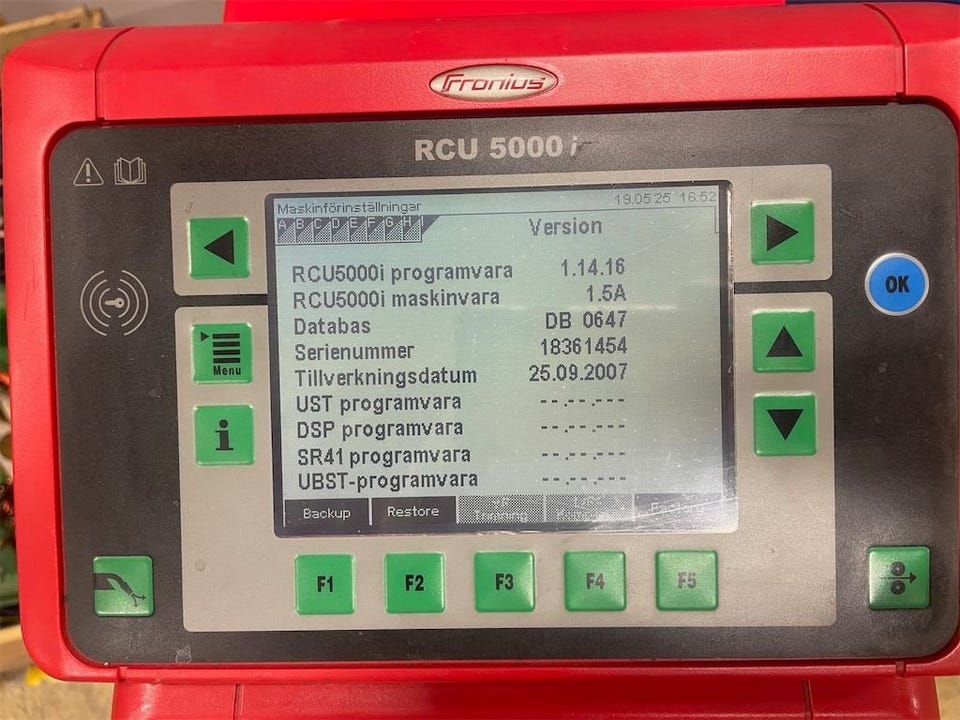 Fronius
RCU 5000 i
Maskinförinställningar 19.05.25 16:52
A B C D E F G H
Version
RCU5000i programvara 1.14.16
RCU5000i maskinvara 1.5A
Databas DB 0647
Serienummer 18361454
Tillverkningsdatum 25.09.2007
UST programvara --.--.---
DSP programvara --.--.---
SR41 programvara --.--.---
UBST-programvara --.--.---
Backup Restore Factory
Menu
i
OK
F1 F2 F3 F4 F5